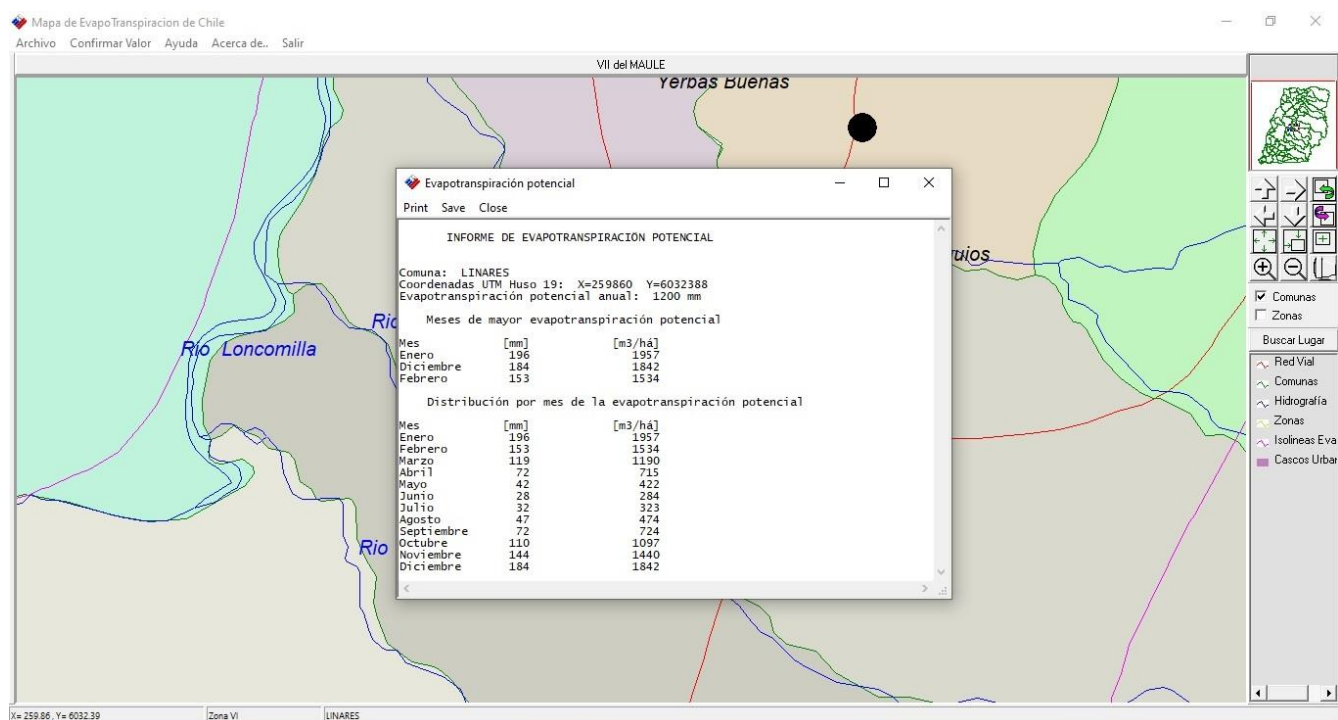 Mapa de EvapoTranspiracion de Chile
Archivo Confirmar Valor Ayuda Acerca de.. Salir
VII del MAULE
Yerbas Buenas
Evapotranspiración potencial
Print Save Close
INFORME DE EVAPOTRANSPIRACIÓN POTENCIAL
Comuna: LINARES
Coordenadas UTM Huso 19: X=259860 Y=6032388
Evapotranspiración potencial anual: 1200 mm
Meses de mayor evapotranspiración potencial
Mes [mm] [m3/há]
Enero 196 1957
Diciembre 184 1842
Febrero 153 1534
Distribución por mes de la evapotranspiración potencial
Mes [mm] [m3/há]
Enero 196 1957
Febrero 153 1534
Marzo 119 1190
Abril 72 715
Mayo 42 422
Junio 28 284
Julio 32 323
Agosto 47 474
Septiembre 72 724
Octubre 110 1097
Noviembre 144 1440
Diciembre 184 1842
Rio
Rio Loncomilla
Rio
Comunas
Zonas
Buscar Lugar
Red Vial
Comunas
Hidrografía
Zonas
Isolineas Eva
Cascos Urbar
X= 259.86 , Y= 6032.39 Zona VI LINARES